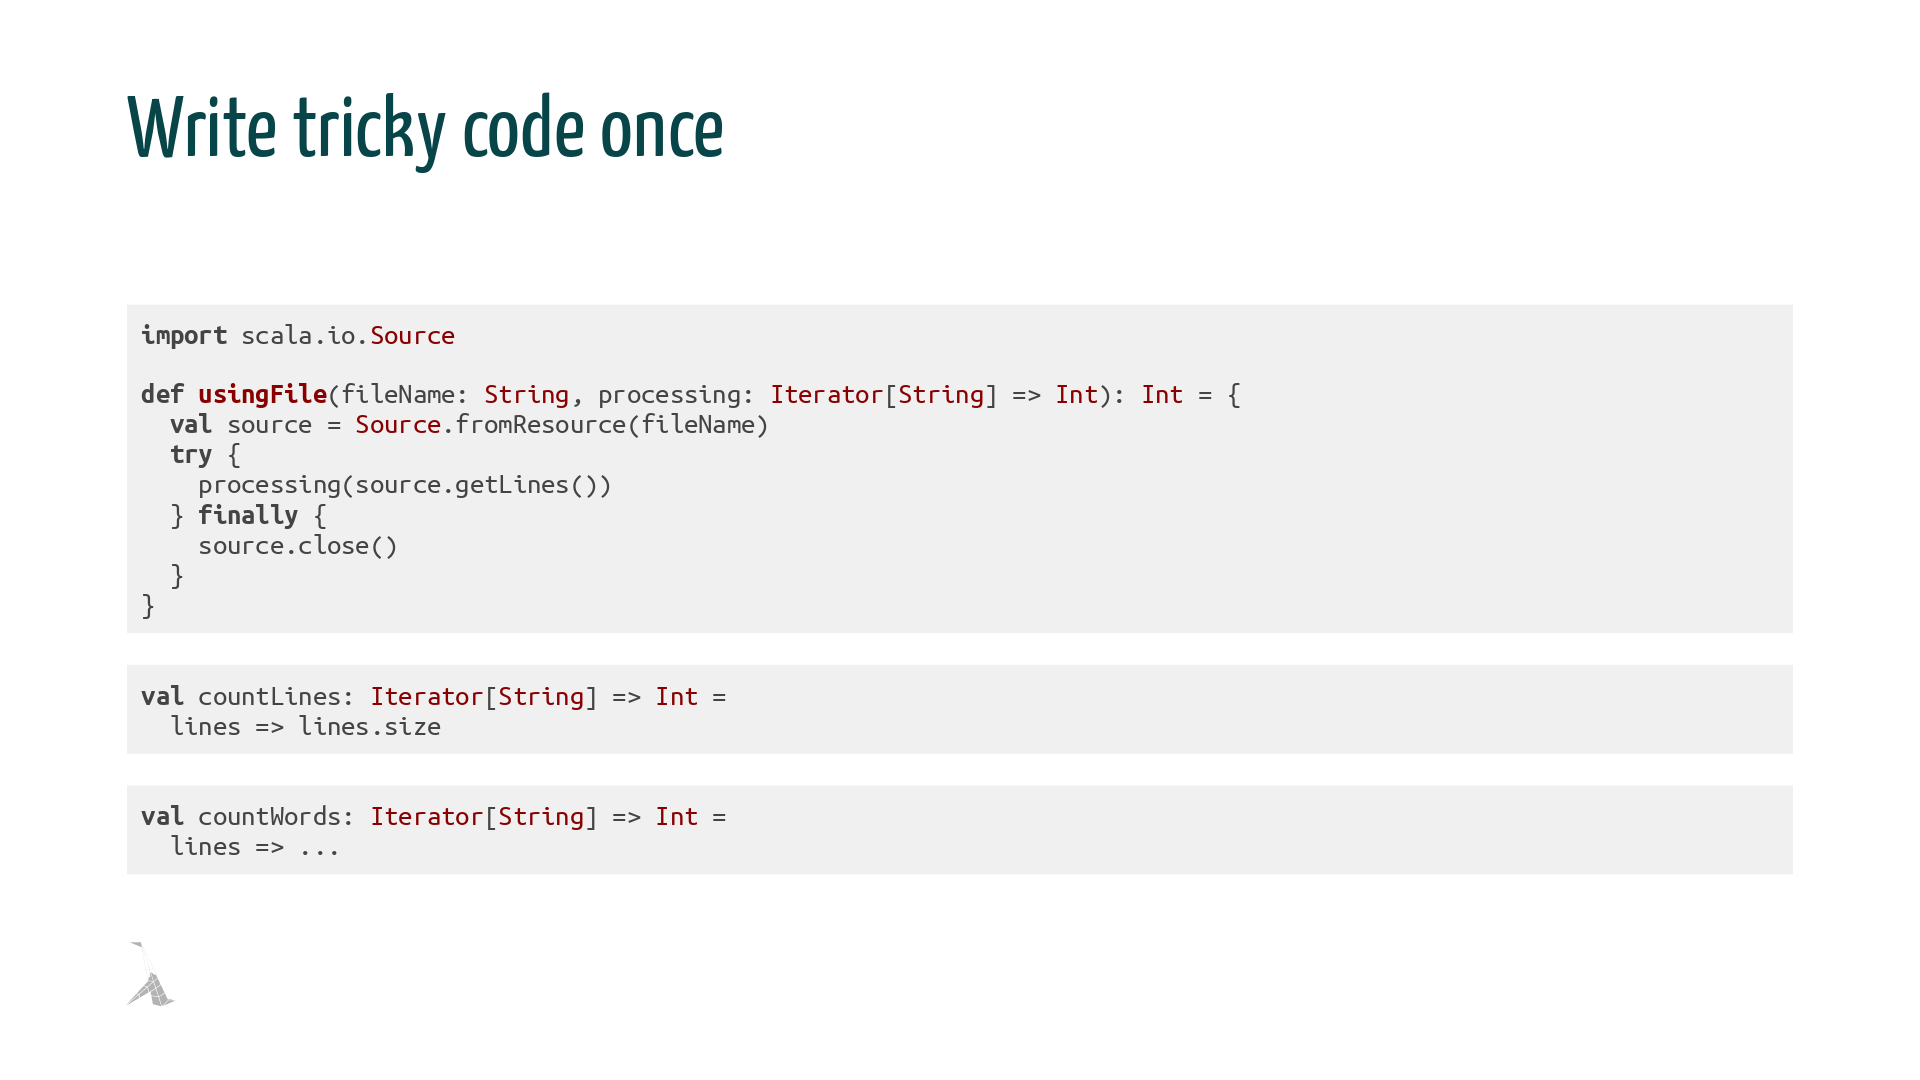 Write tricky code once
import scala.io.Source
def usingFile(fileName: String, processing: Iterator[String] => Int): Int = {
  val source = Source.fromResource(fileName)
  try {
    processing(source.getLines())
  } finally {
    source.close()
  }
}
val countLines: Iterator[String] => Int =
  lines => lines.size
val countWords: Iterator[String] => Int =
  lines => ...